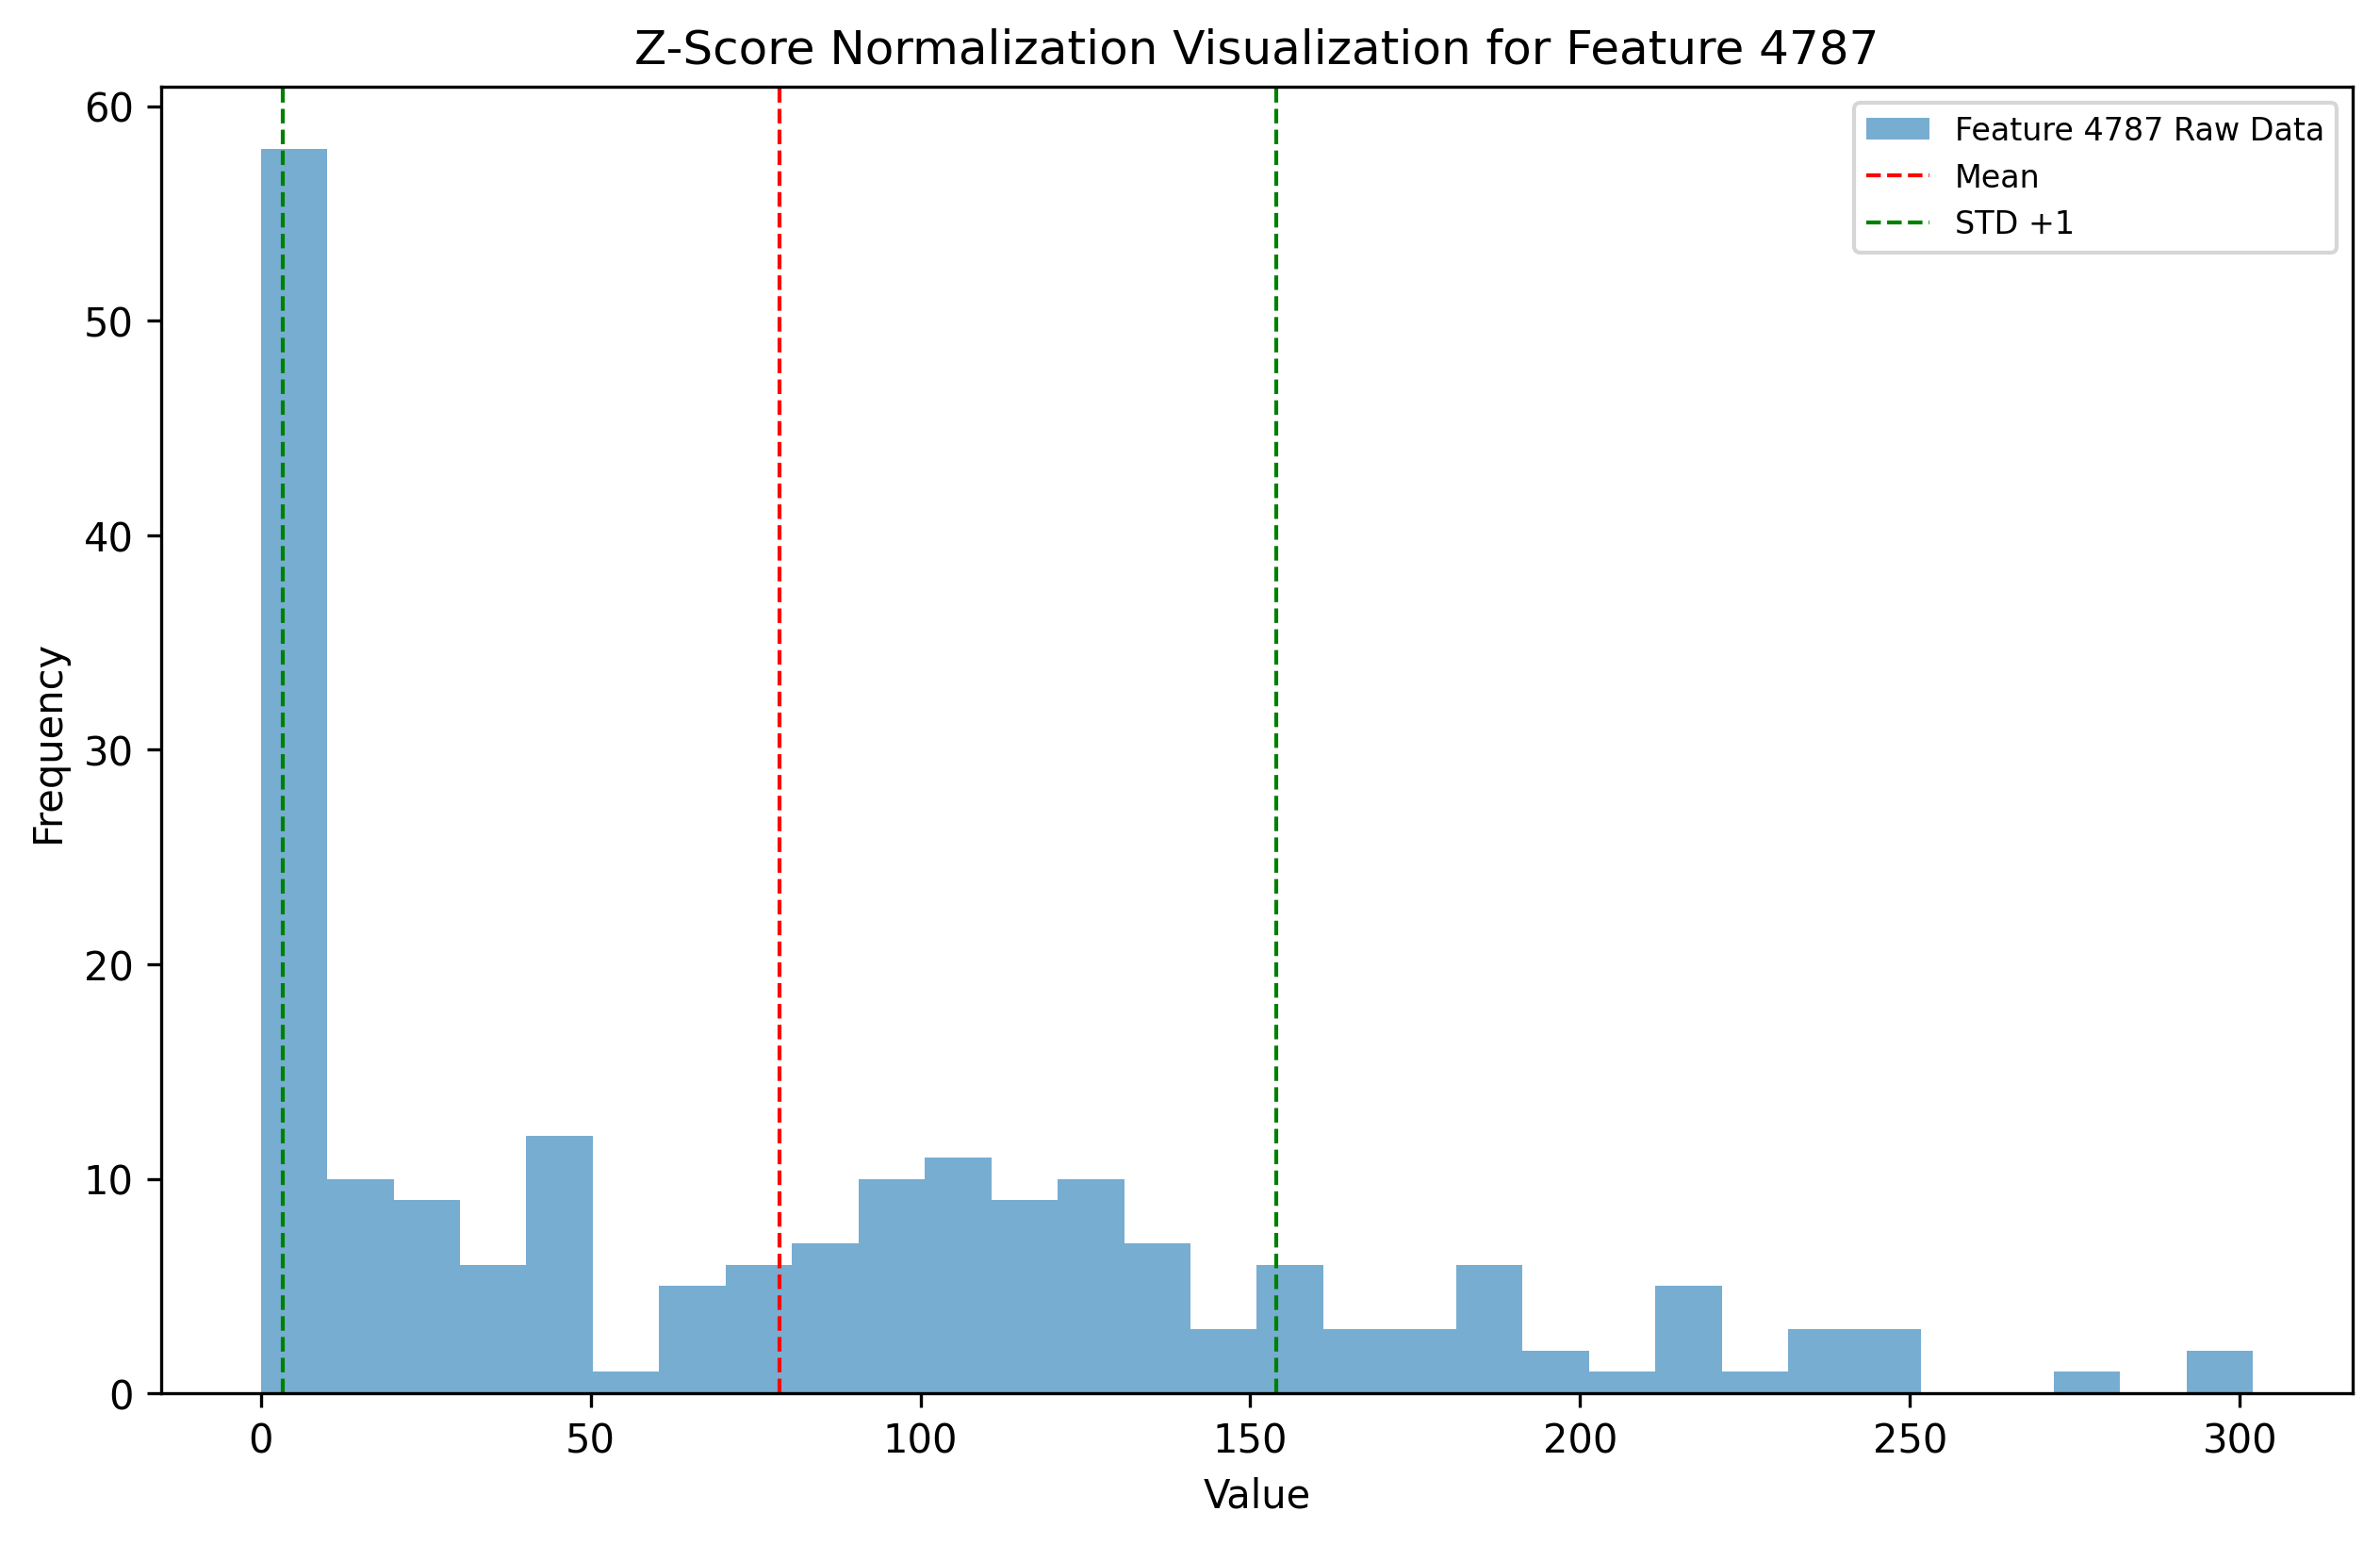 Z-Score Normalization Visualization for Feature 4787
Feature 4787 Raw Data
Mean
STD +1
60
50
40
30
20
10
0
Frequency
0 50 100 150 200 250 300
Value